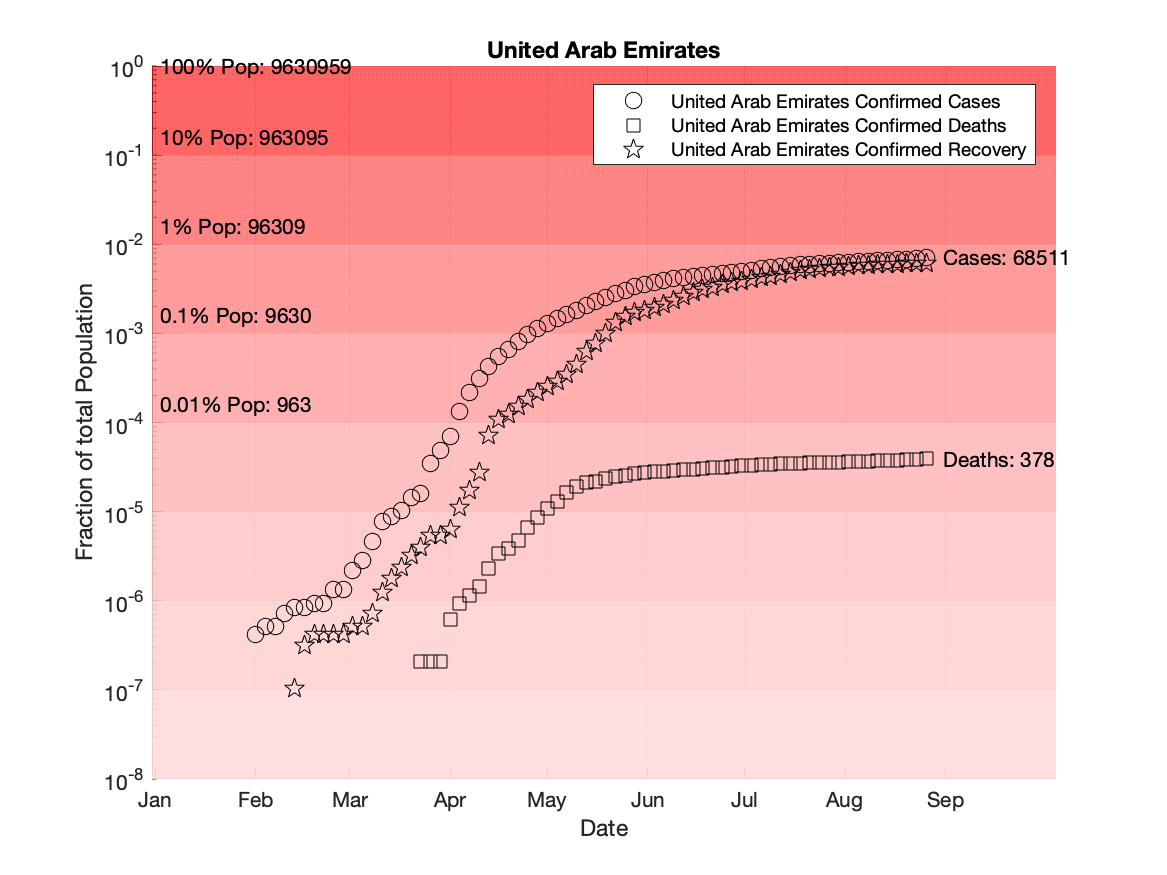 United Arab Emirates
10^0
100% Pop: 9630959
United Arab Emirates Confirmed Cases
United Arab Emirates Confirmed Deaths
United Arab Emirates Confirmed Recovery
10% Pop: 963095
10^-1
1% Pop: 96309
10^-2
Cases: 68511
0.1% Pop: 9630
10^-3
0.01% Pop: 963
10^-4
Deaths: 378
10^-5
10^-6
10^-7
10^-8
Fraction of total Population
Jan Feb Mar Apr May Jun Jul Aug Sep
Date